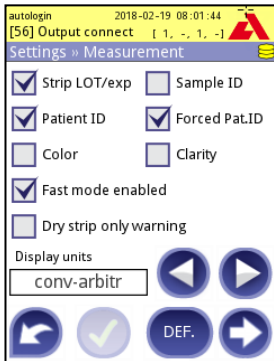 autologin 2018-02-19 08:01:44
[56] Output connect [ 1, -, 1, -]
Settings » Measurement
Strip LOT/exp Sample ID
Patient ID Forced Pat.ID
Color Clarity
Fast mode enabled
Dry strip only warning
Display units
conv-arbitr
DEF.